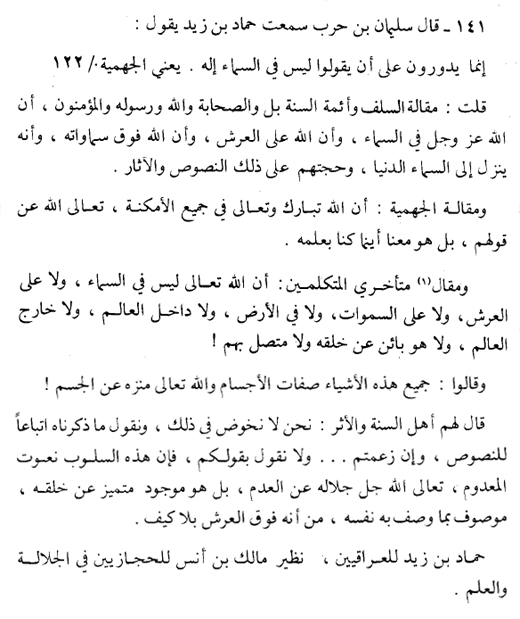 ١٤١ ـ قال سليمان بن حرب سمعت حماد بن زيد يقول :
إنما يدورون على أن يقولوا ليس في السماء إله . يعني الجهمية ٠/ ١٢٢
قلت : مقالة السلف وأئمة السنة بل والصحابة والله ورسوله والمؤمنون ، أن
الله عز وجل في السماء ، وأن الله على العرش ، وأن الله فوق سماواته ، وأنه
ينزل إلى السماء الدنيا ، وحجتهم على ذلك النصوص والآثار .
ومقالة الجهمية : أن الله تبارك وتعالى في جميع الأمكنة ، تعالى الله عن
قولهم ، بل هو معنا أينما كنا بعلمه .
ومقال(١) متأخري المتكلمين : أن الله تعالى ليس في السماء ، ولا على
العرش، ولا على السموات، ولا في الأرض ، ولا داخل العالم ، ولا خارج
العالم ، ولا هو بائن عن خلقه ولا متصل بهم !
وقالوا : جميع هذه الأشياء صفات الأجسام والله تعالى منزه عن الجسم !
قال لهم أهل السنة والأثر : نحن لا نخوض في ذلك ، ونقول ما ذكرناه اتباعاً
للنصوص ، وإن زعمتم . . . ولا نقول بقولكم ، فإن هذه السلوب نعوت
المعدوم ، تعالى الله جل جلاله عن العدم ، بل هو موجود متميز عن خلقه ،
موصوف بما وصف به نفسه ، من أنه فوق العرش بلا كيف .
حماد بن زيد للعراقيين ، نظير مالك بن أنس للحجازيين في الجلالة
والعلم .